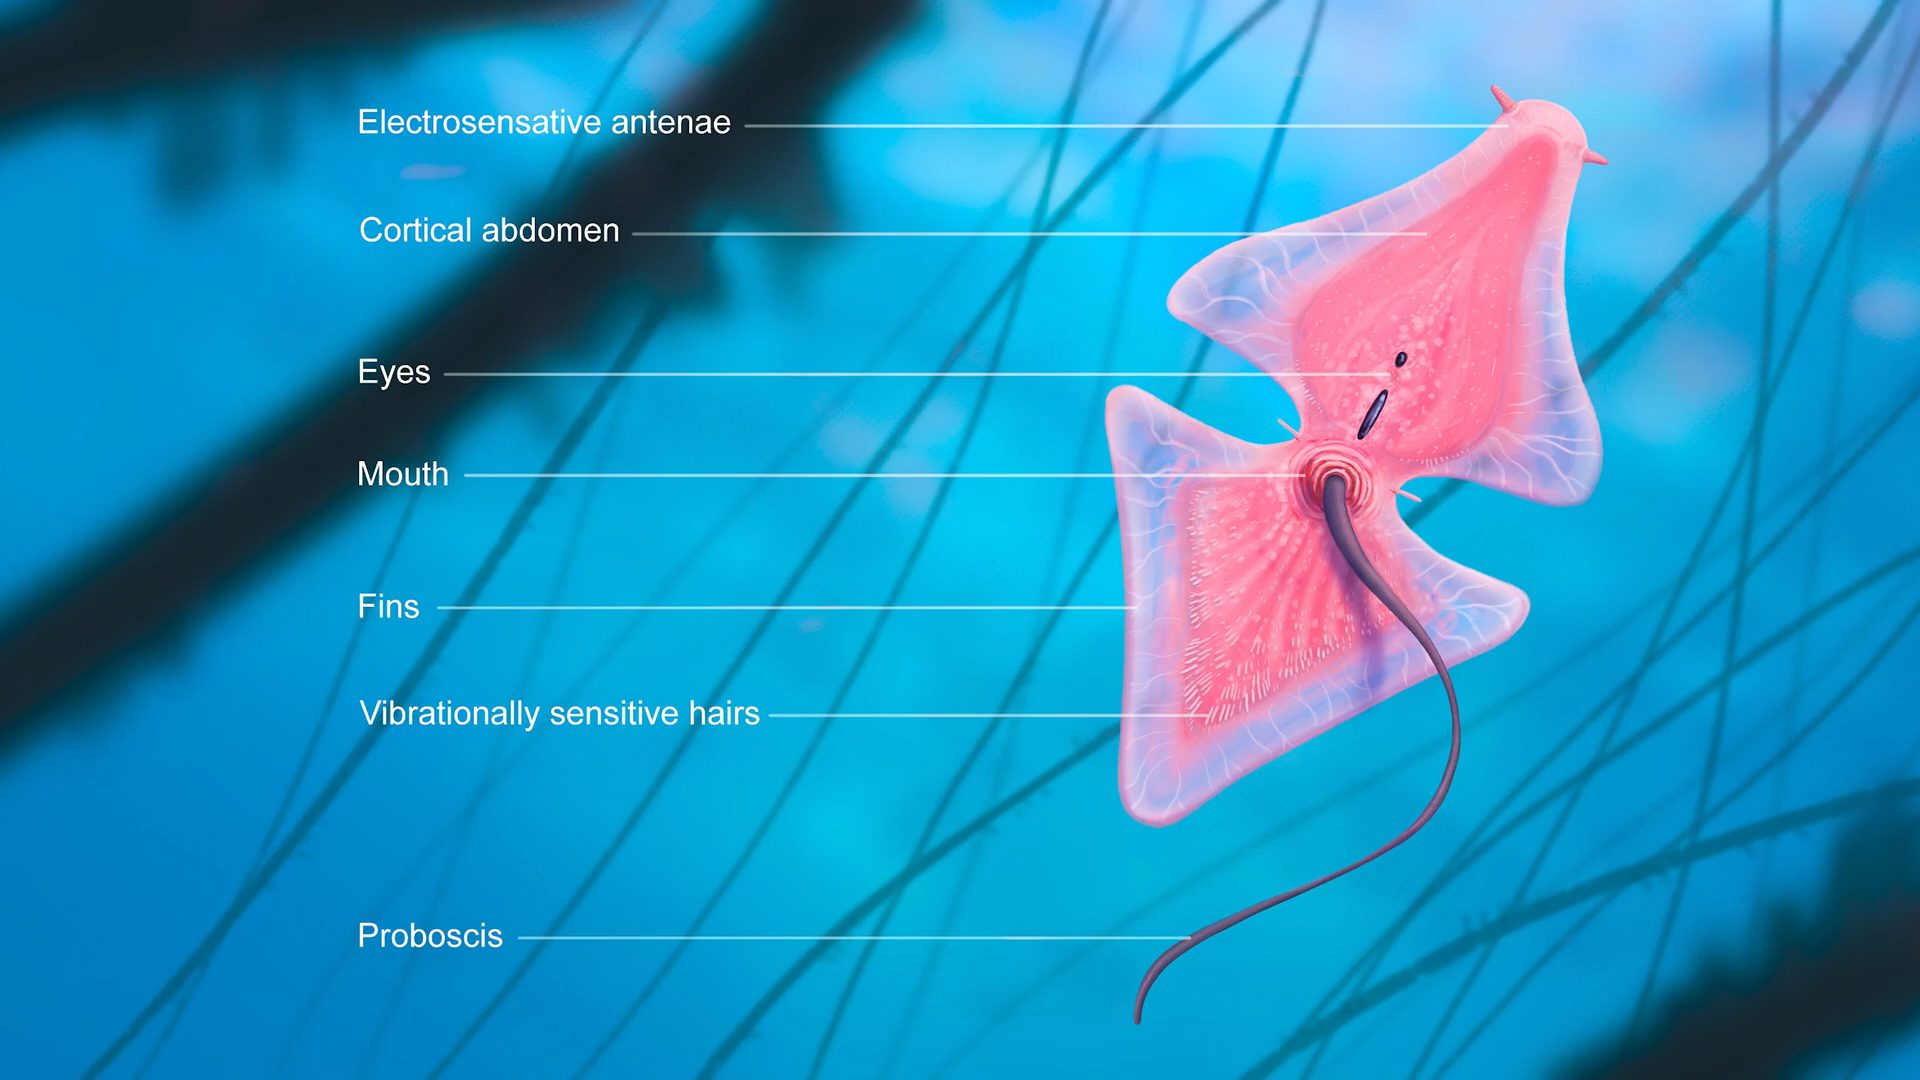 Electrosensative antenae
Cortical abdomen
Eyes
Mouth
Fins
Vibrationally sensitive hairs
Proboscis